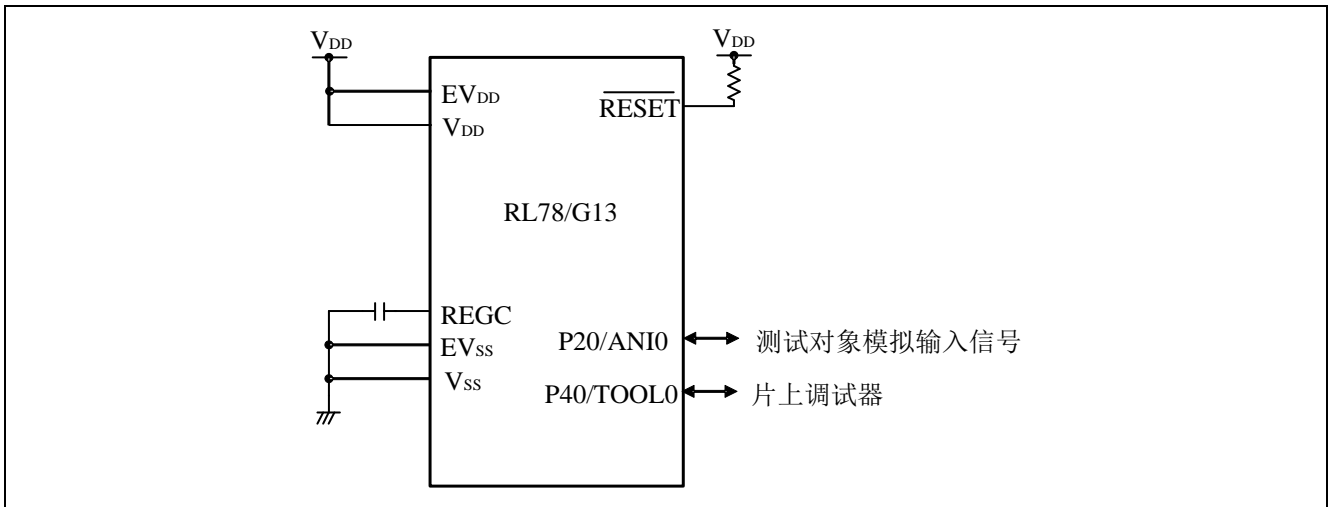 VDD
VDD
EVDD
RESET
VDD
RL78/G13
REGC
P20/ANI0 测试对象模拟输入信号
EVSS
VSS
P40/TOOL0 片上调试器